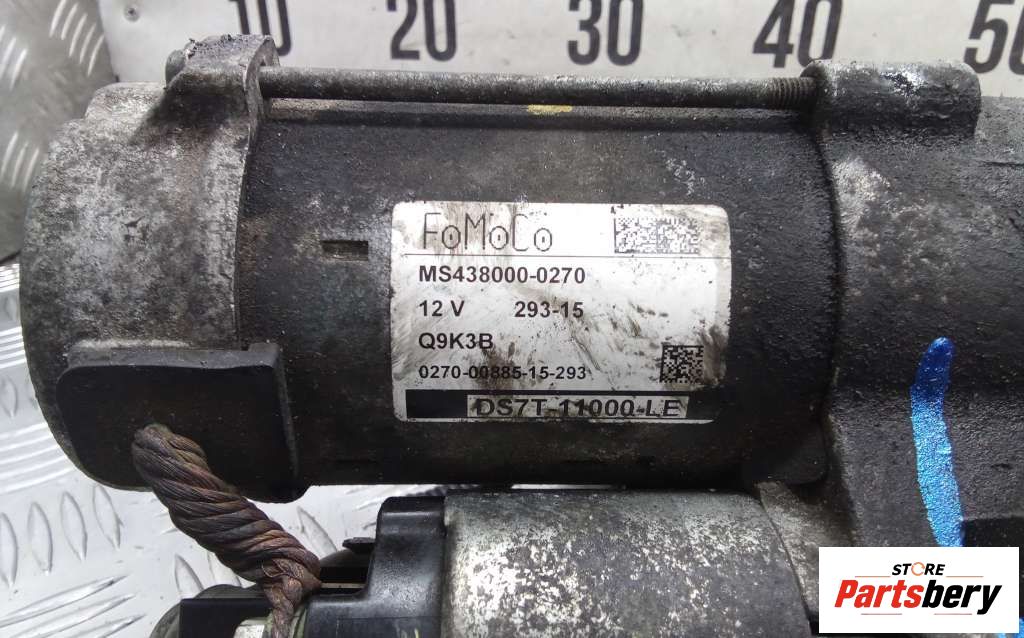 10 20 30 40 50
FoMoCo
MS438000-0270
12 V 293-15
Q9K3B
0270-00885-15-293
DS7T-11000-LE
STORE
Partsbery